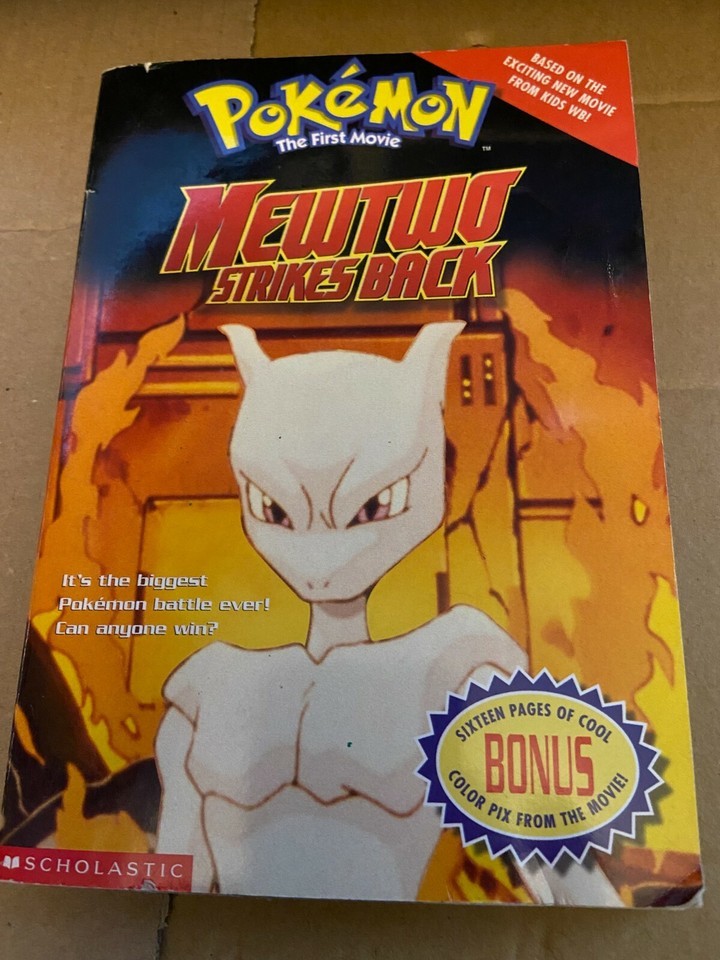 BASED ON THE
EXCITING NEW MOVIE
FROM KIDS WB!
POKéMON
The First Movie
TM
MEWTWO
STRIKES BACK
It's the biggest
Pokémon battle ever!
Can anyone win?
SIXTEEN PAGES OF COOL
BONUS
COLOR PIX FROM THE MOVIE!
SCHOLASTIC